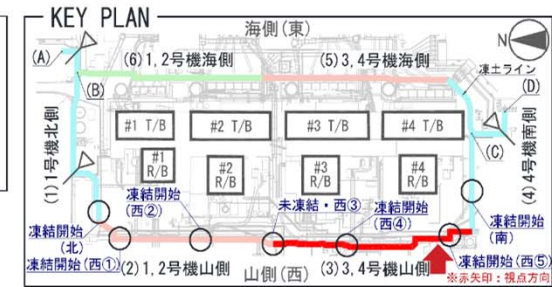 KEY PLAN
海側(東)
N
(A)
(6)1,2号機海側
(5)3,4号機海側
凍土ライン
(B)
(D)
#1 T/B
#2 T/B
#3 T/B
#4 T/B
(C)
(1)1号機北側
(4)4号機南側
#1
R/B
#2
R/B
#3
R/B
#4
R/B
凍結開始
(西②)
未凍結・西③
凍結開始
(西④)
凍結開始
(南)
凍結開始
(北)
凍結開始(西①)
(2)1,2号機山側
山側(西)
(3)3,4号機山側
凍結開始(西⑤)
※赤矢印:視点方向